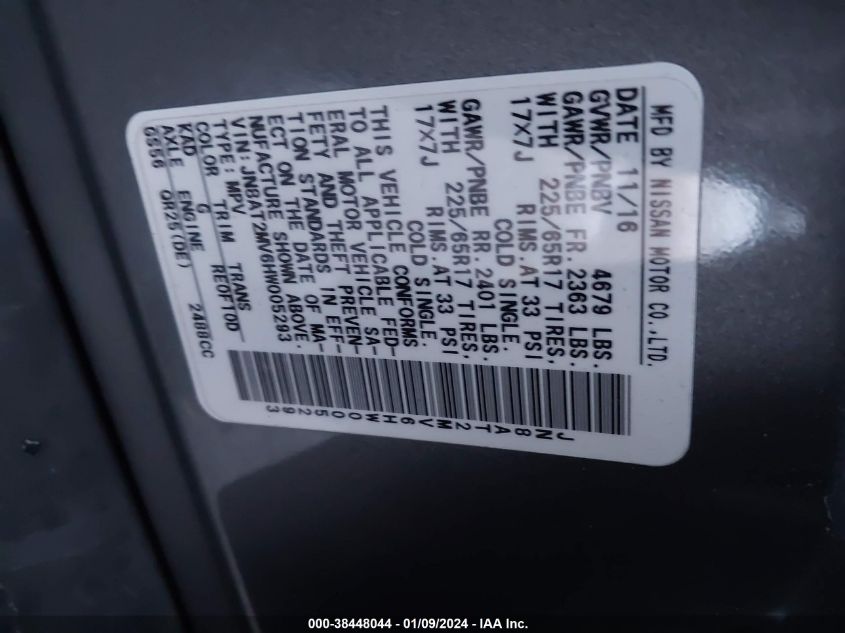 MFD BY NISSAN MOTOR CO.,LTD.
DATE 11/16
GVWR/PNBV 4679 LBS.
GAWR/PNBE FR. 2363 LBS.
WITH 225/65R17 TIRES,
17X7J RIMS.AT 33 PSI
COLD SINGLE.
GAWR/PNBE RR. 2401 LBS.
WITH 225/65R17 TIRES,
17X7J RIMS.AT 33 PSI
COLD SINGLE.
THIS VEHICLE CONFORMS
TO ALL APPLICABLE FED-
ERAL MOTOR VEHICLE SA-
FETY AND THEFT PREVEN-
TION STANDARDS IN EFF-
ECT ON THE DATE OF MA-
NUFACTURE SHOWN ABOVE.
VIN: JN8AT2MV6HW005293
TYPE: MPV
COLOR TRIM TRANS
KAD G RE0F10D
AXLE ENGINE
6S56 QR25(DE) 2488CC
JN8AT2MV6HW005293
000-38448044 / 01/09/2024 - IAA Inc.